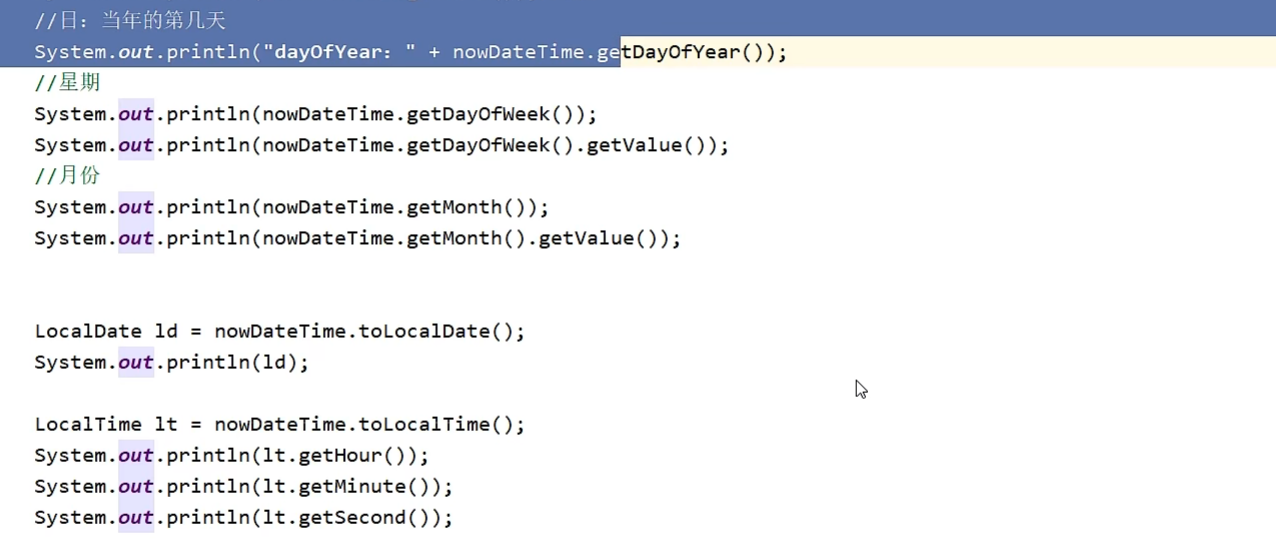 //日：当年的第几天
System.out.println("dayOfYear：" + nowDateTime.getDayOfYear());
//星期
System.out.println(nowDateTime.getDayOfWeek());
System.out.println(nowDateTime.getDayOfWeek().getValue());
//月份
System.out.println(nowDateTime.getMonth());
System.out.println(nowDateTime.getMonth().getValue());
LocalDate ld = nowDateTime.toLocalDate();
System.out.println(ld);
LocalTime lt = nowDateTime.toLocalTime();
System.out.println(lt.getHour());
System.out.println(lt.getMinute());
System.out.println(lt.getSecond());